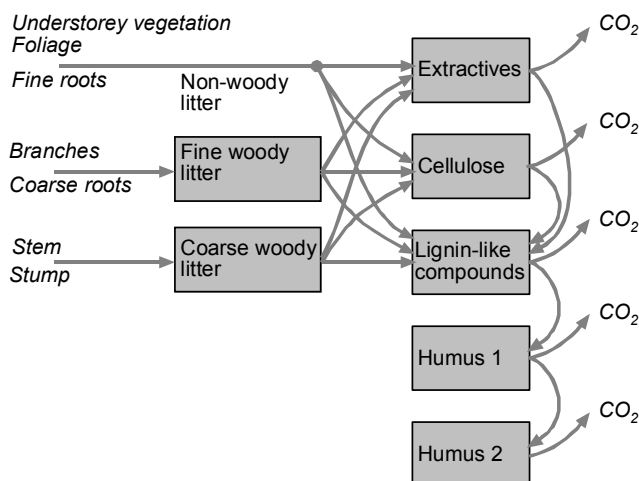 Understorey vegetation
Foliage
Fine roots
Non-woody
litter
Branches
Coarse roots
Fine woody
litter
Stem
Stump
Coarse woody
litter
Extractives
Cellulose
Lignin-like
compounds
Humus 1
Humus 2
CO2
CO2
CO2
CO2
CO2